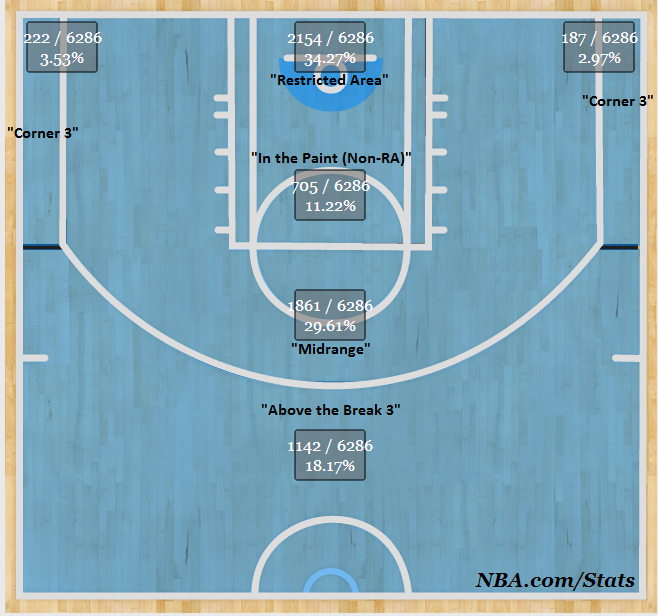 222 / 6286
3.53%
2154 / 6286
34.27%
187 / 6286
2.97%
"Restricted Area"
"Corner 3"
"Corner 3"
"In the Paint (Non-RA)"
705 / 6286
11.22%
1861 / 6286
29.61%
"Midrange"
"Above the Break 3"
1142 / 6286
18.17%
NBA.com/Stats